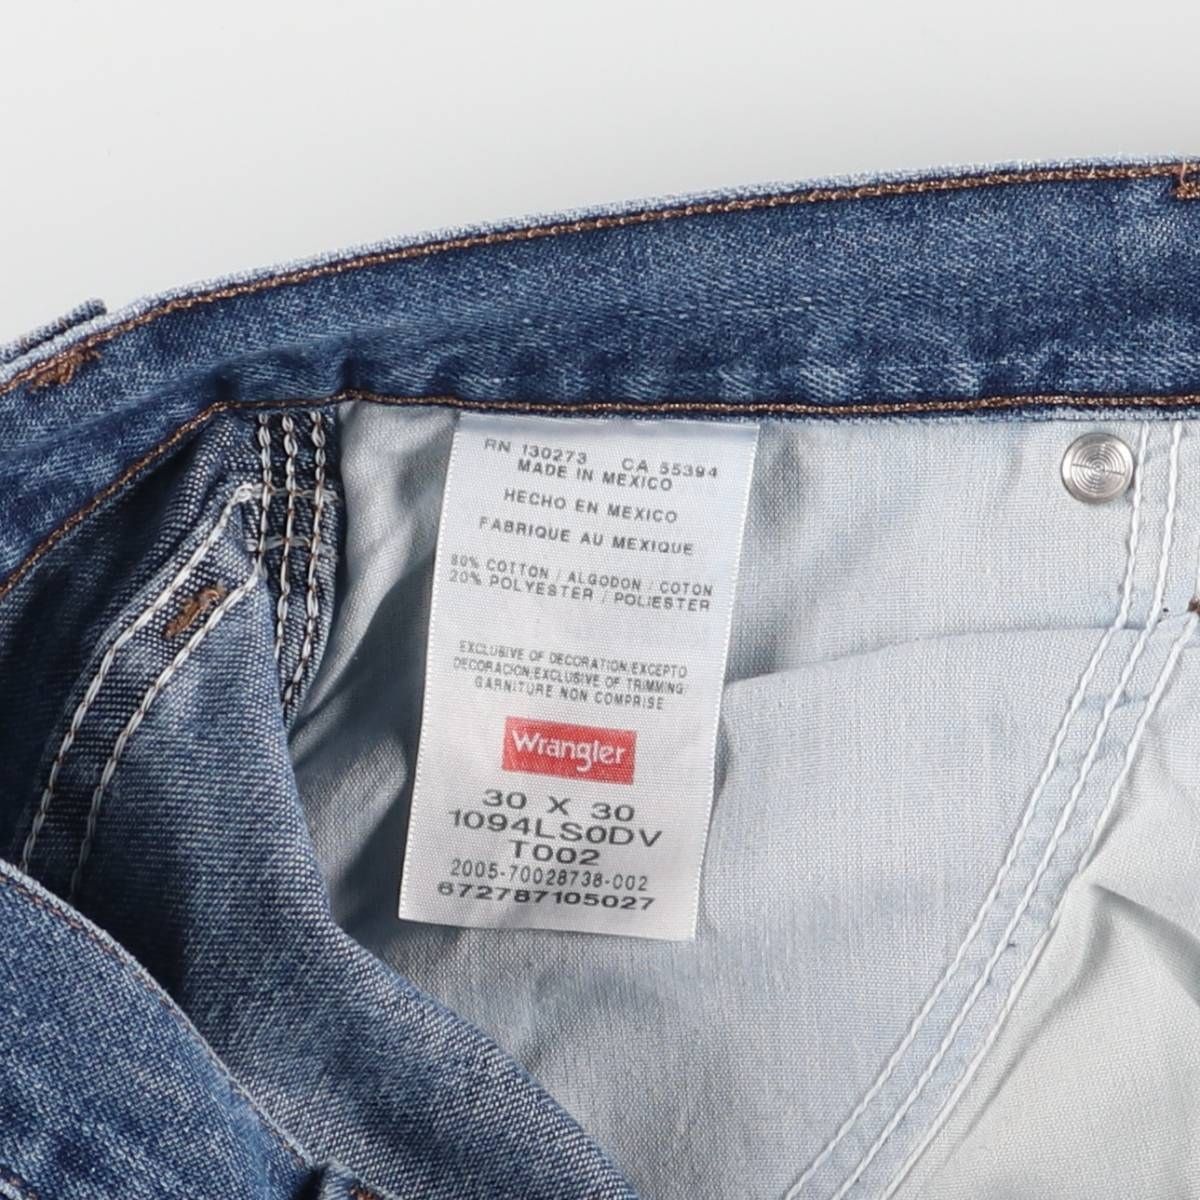 RN 130273 CA 55394
MADE IN MEXICO
HECHO EN MEXICO
FABRIQUE AU MEXIQUE
80% COTTON / ALGODON / COTON
20% POLYESTER / POLIESTER
EXCLUSIVE OF DECORATION/EXCEPTO
DECORACION/EXCLUSIVE OF TRIMMING/
GARNITURE NON COMPRISE
Wrangler
30 X 30
1094LS0DV
T002
2005-70028738-002
672787105027